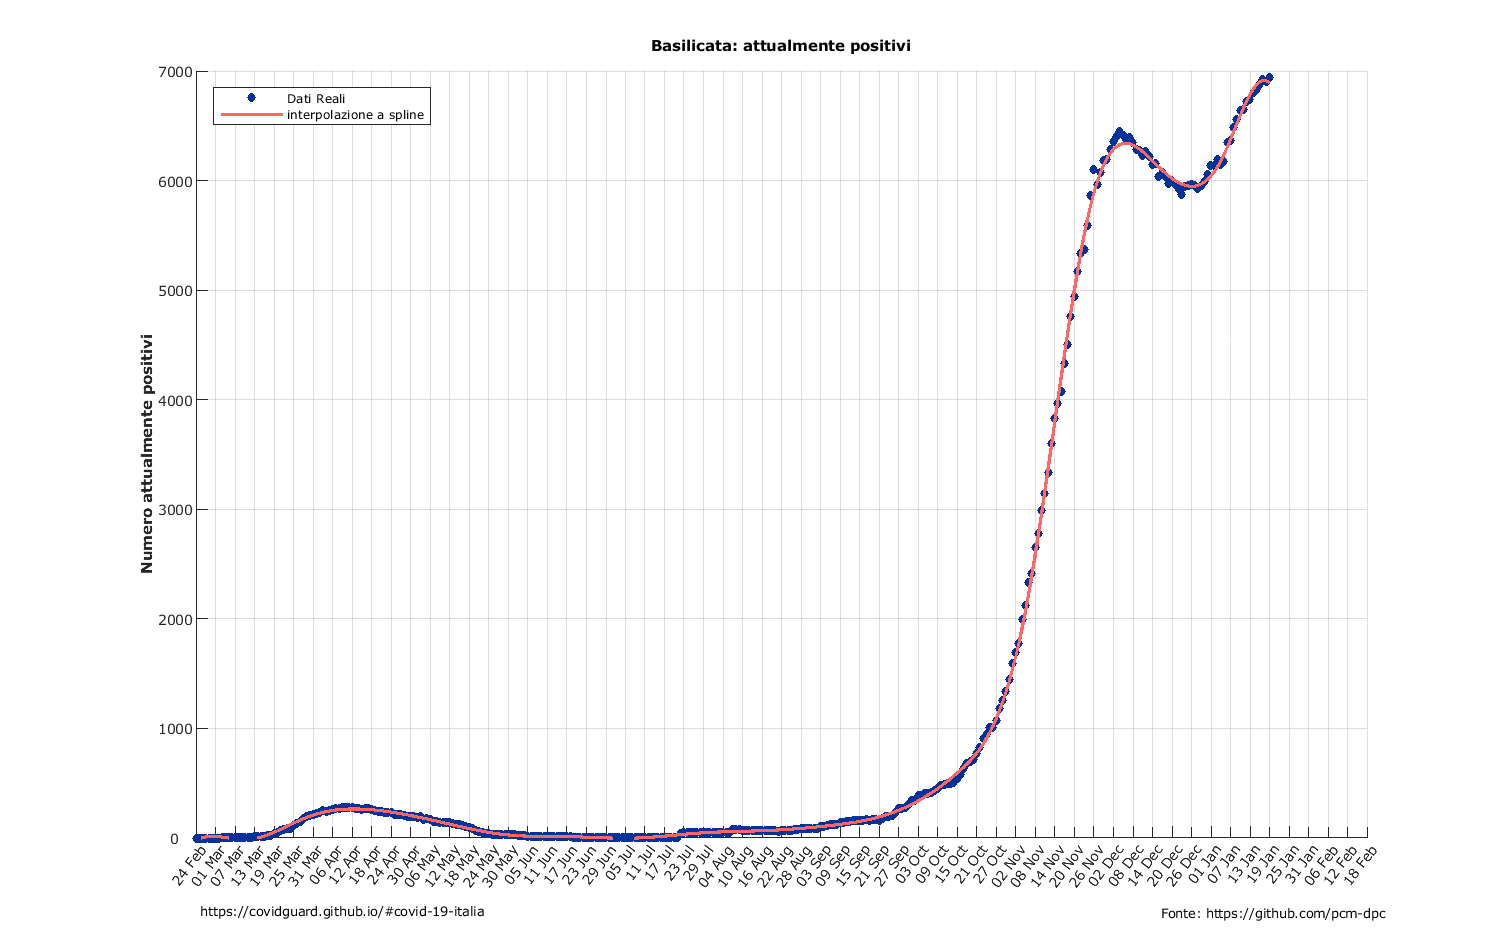 Basilicata: attualmente positivi
7000
6000
5000
4000
3000
2000
1000
0
Numero attualmente positivi
Dati Reali
interpolazione a spline
24 Feb
01 Mar
07 Mar
13 Mar
19 Mar
25 Mar
31 Mar
06 Apr
12 Apr
18 Apr
24 Apr
30 Apr
06 May
12 May
18 May
24 May
30 May
05 Jun
11 Jun
17 Jun
23 Jun
29 Jun
05 Jul
11 Jul
17 Jul
23 Jul
29 Jul
04 Aug
10 Aug
16 Aug
22 Aug
28 Aug
03 Sep
09 Sep
15 Sep
21 Sep
27 Sep
03 Oct
09 Oct
15 Oct
21 Oct
27 Oct
02 Nov
08 Nov
14 Nov
20 Nov
26 Nov
02 Dec
08 Dec
14 Dec
20 Dec
26 Dec
01 Jan
07 Jan
13 Jan
19 Jan
25 Jan
31 Jan
06 Feb
12 Feb
18 Feb
https://covidguard.github.io/#covid-19-italia
Fonte: https://github.com/pcm-dpc